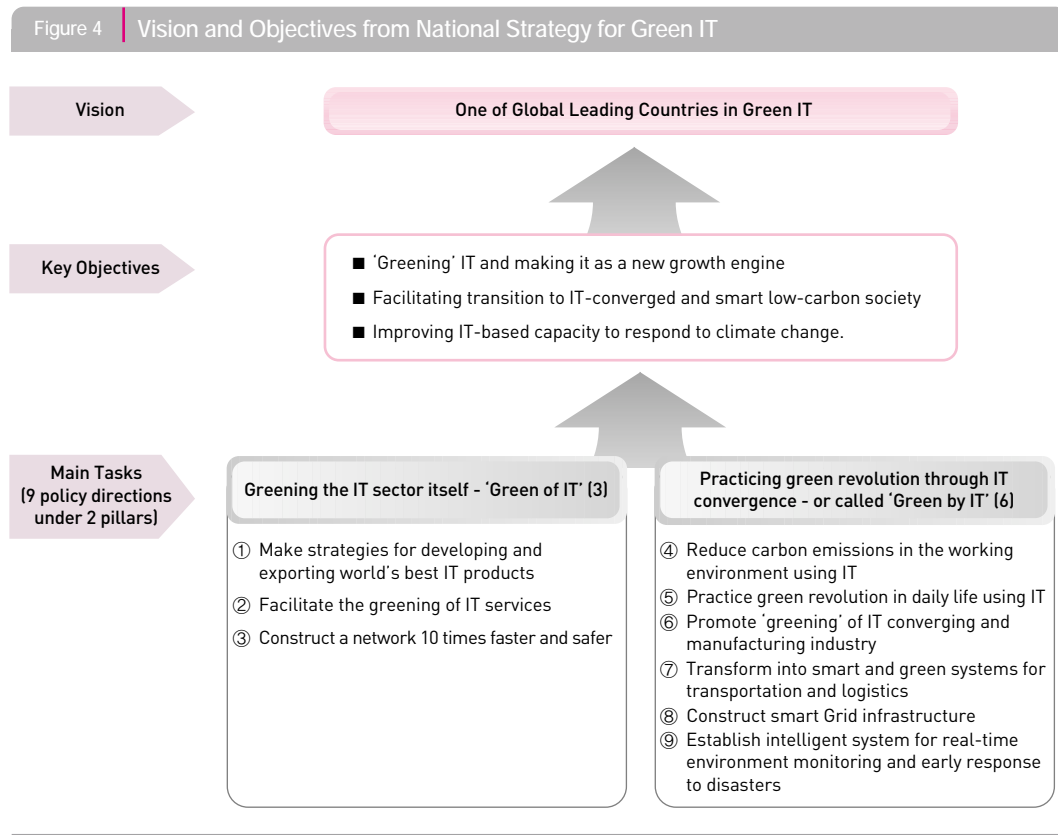 Figure 4
Vision and Objectives from National Strategy for Green IT
Vision
One of Global Leading Countries in Green IT
Key Objectives
■ ‘Greening’ IT and making it as a new growth engine
■ Facilitating transition to IT-converged and smart low-carbon society
■ Improving IT-based capacity to respond to climate change.
Main Tasks
(9 policy directions
under 2 pillars)
Greening the IT sector itself - ‘Green of IT’ (3)
① Make strategies for developing and
exporting world’s best IT products
② Facilitate the greening of IT services
③ Construct a network 10 times faster and safer
Practicing green revolution through IT
convergence - or called ‘Green by IT’ (6)
④ Reduce carbon emissions in the working
environment using IT
⑤ Practice green revolution in daily life using IT
⑥ Promote ‘greening’ of IT converging and
manufacturing industry
⑦ Transform into smart and green systems for
transportation and logistics
⑧ Construct smart Grid infrastructure
⑨ Establish intelligent system for real-time
environment monitoring and early response
to disasters